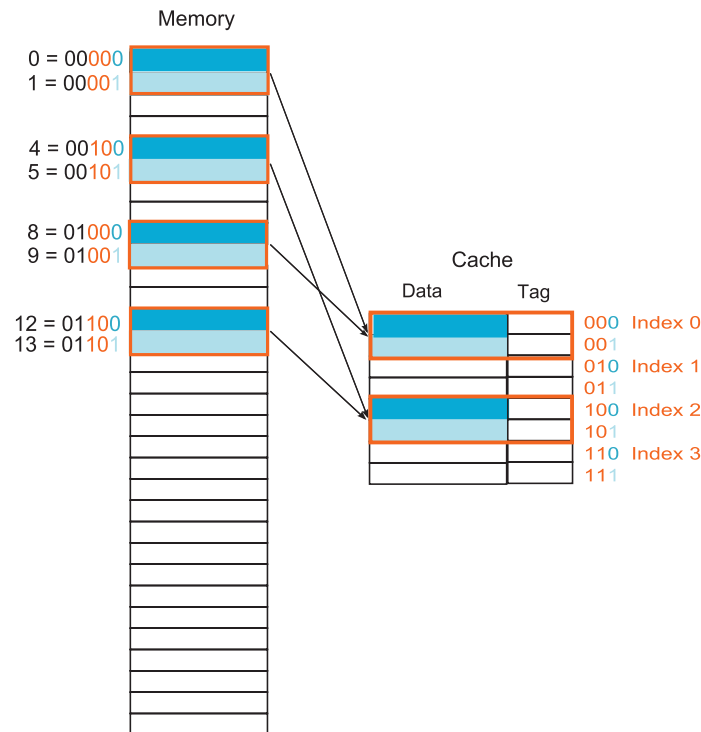 Memory
0 = 00000
1 = 00001
4 = 00100
5 = 00101
8 = 01000
9 = 01001
12 = 01100
13 = 01101
Cache
Data Tag
000 Index 0
001
010 Index 1
011
100 Index 2
101
110 Index 3
111